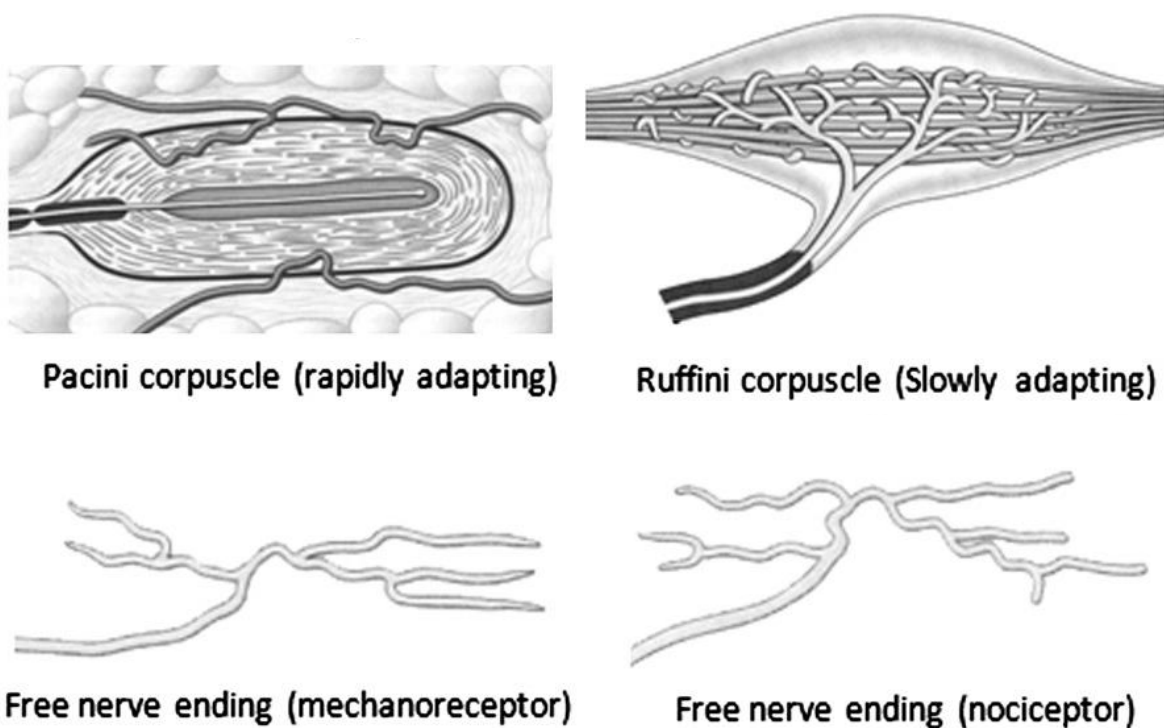 Pacini corpuscle (rapidly adapting)
Ruffini corpuscle (Slowly adapting)
Free nerve ending (mechanoreceptor)
Free nerve ending (nociceptor)